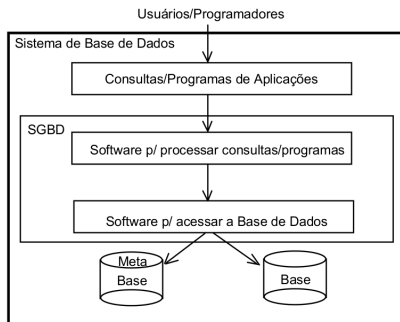 Usuários/Programadores
Sistema de Base de Dados
Consultas/Programas de Aplicações
SGBD
Software p/ processar consultas/programas
Software p/ acessar a Base de Dados
Meta
Base
Base